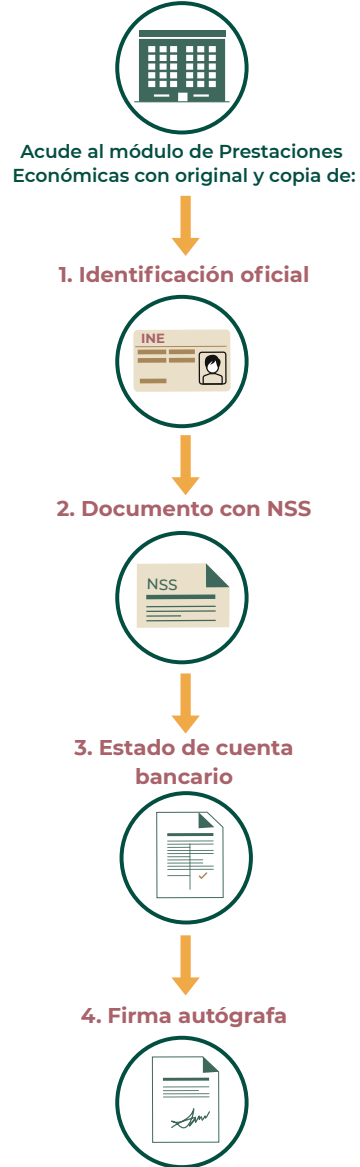 Acude al módulo de Prestaciones
Económicas con original y copia de:
1. Identificación oficial
INE
2. Documento con NSS
NSS
3. Estado de cuenta
bancario
4. Firma autógrafa